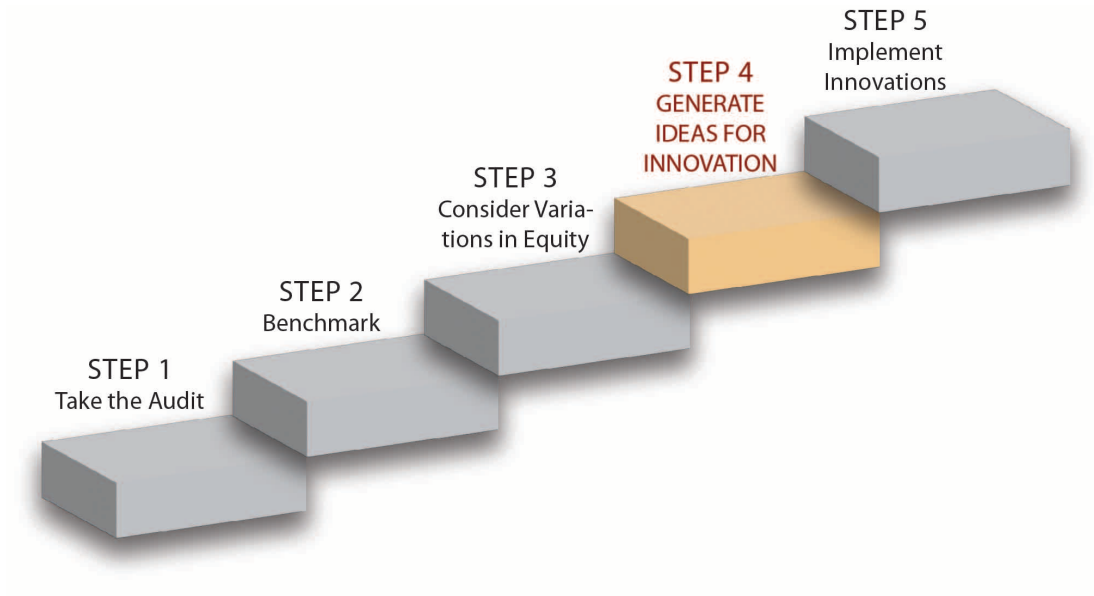 STEP 1
Take the Audit
STEP 2
Benchmark
STEP 3
Consider Varia-
tions in Equity
STEP 4
GENERATE
IDEAS FOR
INNOVATION
STEP 5
Implement
Innovations